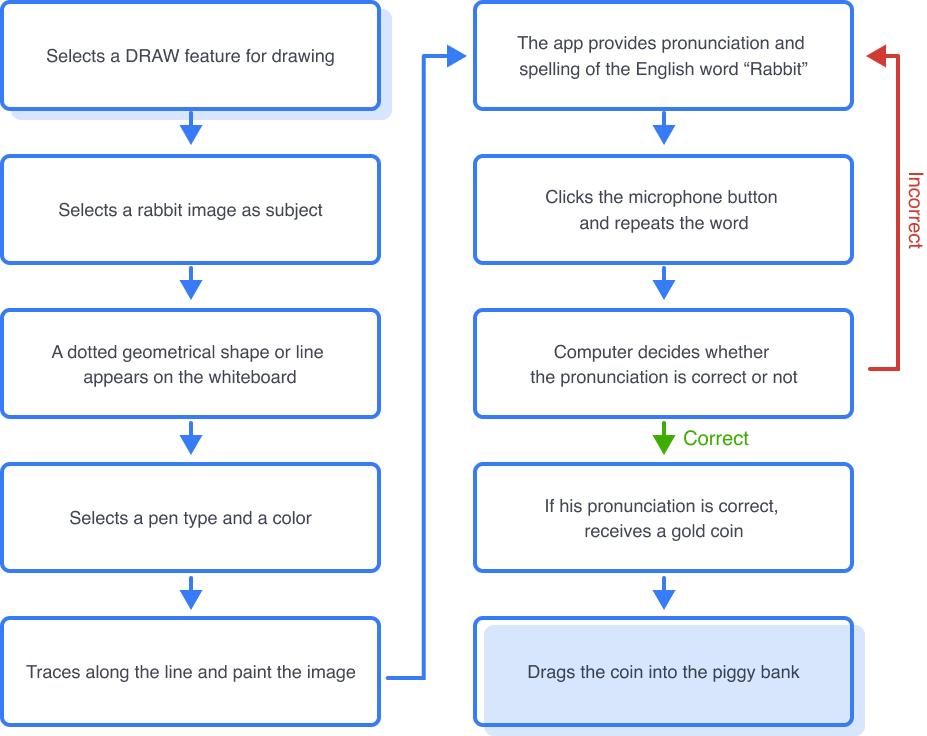 Selects a DRAW feature for drawing
Selects a rabbit image as subject
A dotted geometrical shape or line
appears on the whiteboard
Selects a pen type and a color
Traces along the line and paint the image
The app provides pronunciation and
spelling of the English word “Rabbit”
Clicks the microphone button
and repeats the word
Computer decides whether
the pronunciation is correct or not
Incorrect
Correct
If his pronunciation is correct,
receives a gold coin
Drags the coin into the piggy bank